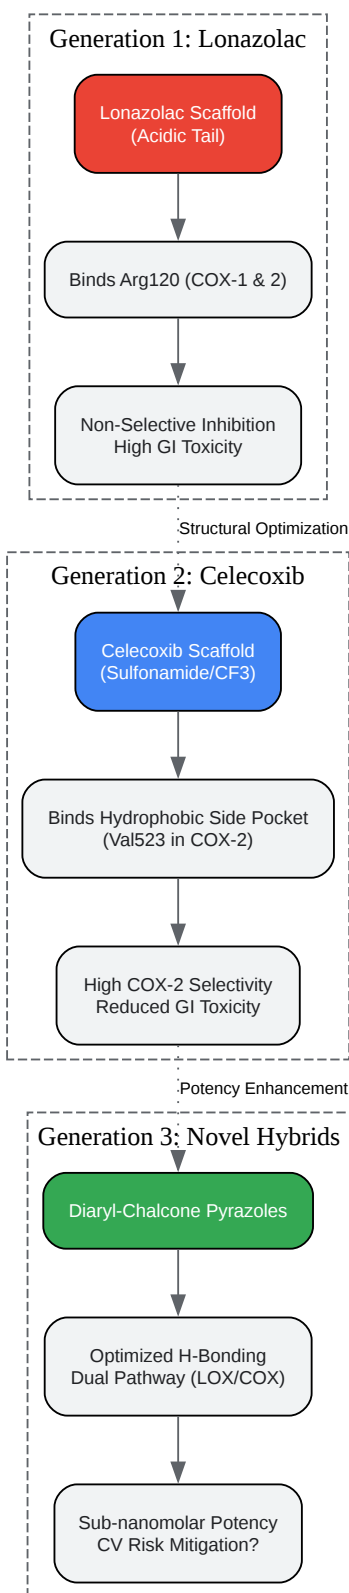 Generation 1: Lonazolac
Lonazolac Scaffold
(Acidic Tail)
Binds Arg120 (COX-1 & 2)
Non-Selective Inhibition
High GI Toxicity
Structural Optimization
Generation 2: Celecoxib
Celecoxib Scaffold
(Sulfonamide/CF3)
Binds Hydrophobic Side Pocket
(Val523 in COX-2)
High COX-2 Selectivity
Reduced GI Toxicity
Potency Enhancement
Generation 3: Novel Hybrids
Diaryl-Chalcone Pyrazoles
Optimized H-Bonding
Dual Pathway (LOX/COX)
Sub-nanomolar Potency
CV Risk Mitigation?